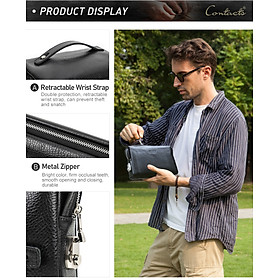 • PRODUCT DISPLAY
Contact's
A Retractable Wrist Strap
Double protection, retractable
wrist strap, can prevent theft
and snatch
B Metal Zipper
Bright color, firm occlusal teeth,
smooth opening and closing,
durable